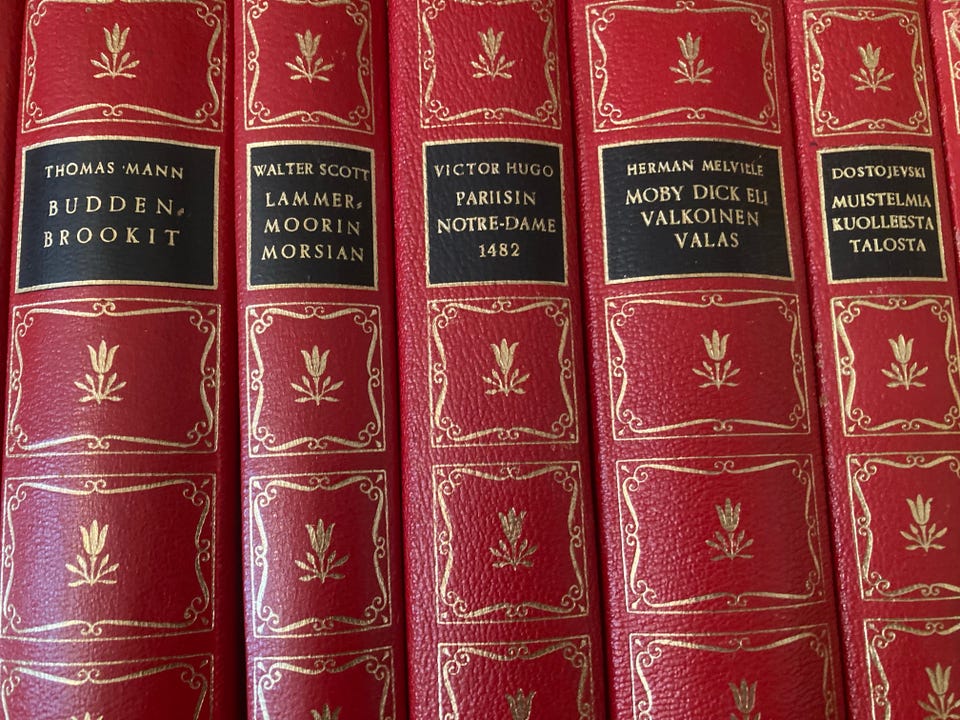 THOMAS MANN
BUDDEN-
BROOKIT
WALTER SCOTT
LAMMER-
MOORIN
MORSIAN
VICTOR HUGO
PARIISIN
NOTRE-DAME
1482
HERMAN MELVILLE
MOBY DICK ELI
VALKOINEN
VALAS
DOSTOJEVSKI
MUISTELMIA
KUOLLEESTA
TALOSTA